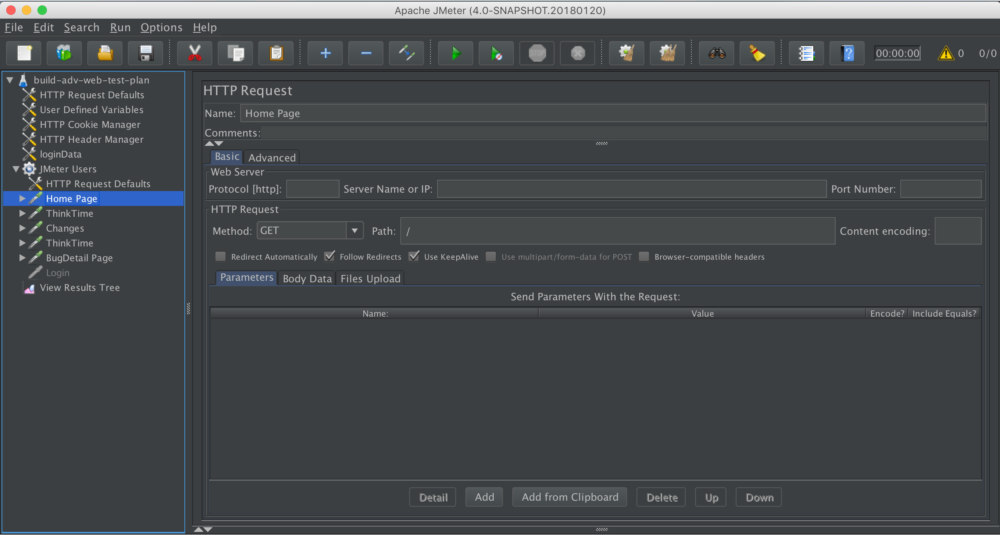 Apache JMeter (4.0-SNAPSHOT.20180120)
File Edit Search Run Options Help
STOP
00:00:00 0 0/0
build-adv-web-test-plan
HTTP Request Defaults
User Defined Variables
HTTP Cookie Manager
HTTP Header Manager
loginData
JMeter Users
HTTP Request Defaults
Home Page
ThinkTime
Changes
ThinkTime
BugDetail Page
Login
View Results Tree
HTTP Request
Name: Home Page
Comments:
Basic Advanced
Web Server
Protocol [http]: Server Name or IP: Port Number:
HTTP Request
Method: GET Path: / Content encoding:
Redirect Automatically Follow Redirects Use KeepAlive Use multipart/form-data for POST Browser-compatible headers
Parameters Body Data Files Upload
Send Parameters With the Request:
Name: Value Encode? Include Equals?
Detail Add Add from Clipboard Delete Up Down